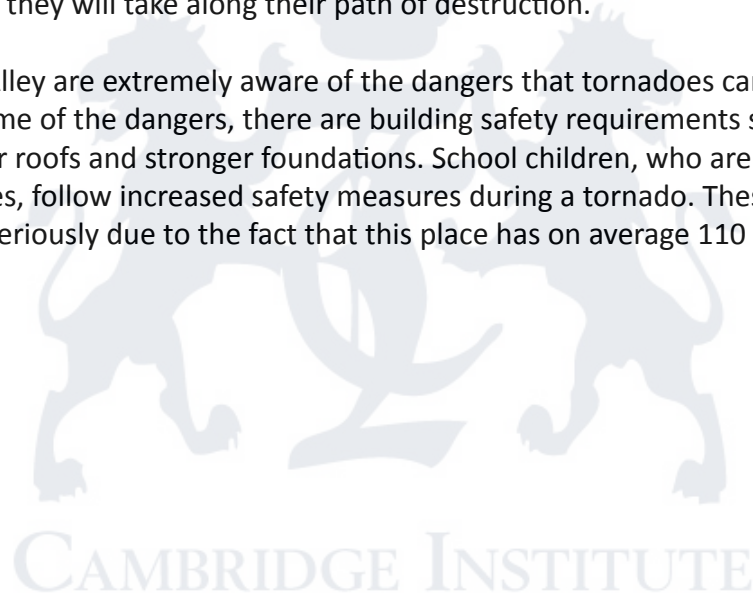 they will take along their path of destruction.
lley are extremely aware of the dangers that tornadoes ca
me of the dangers, there are building safety requirements s
r roofs and stronger foundations. School children, who are
es, follow increased safety measures during a tornado. Thes
eriously due to the fact that this place has on average 110
CAMBRIDGE INSTITUTE